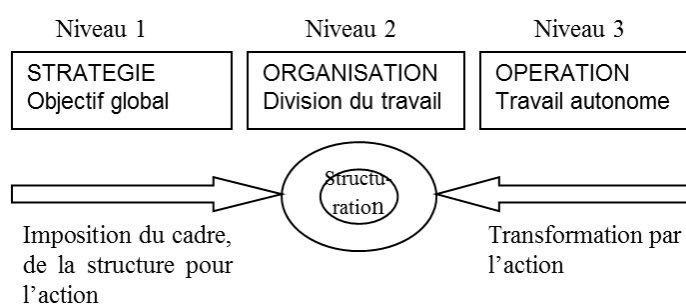 Niveau 1
Niveau 2
Niveau 3
STRATEGIE
Objectif global
ORGANISATION
Division du travail
OPERATION
Travail autonome
Structu-
ration
Imposition du cadre,
de la structure pour
l’action
Transformation par
l’action